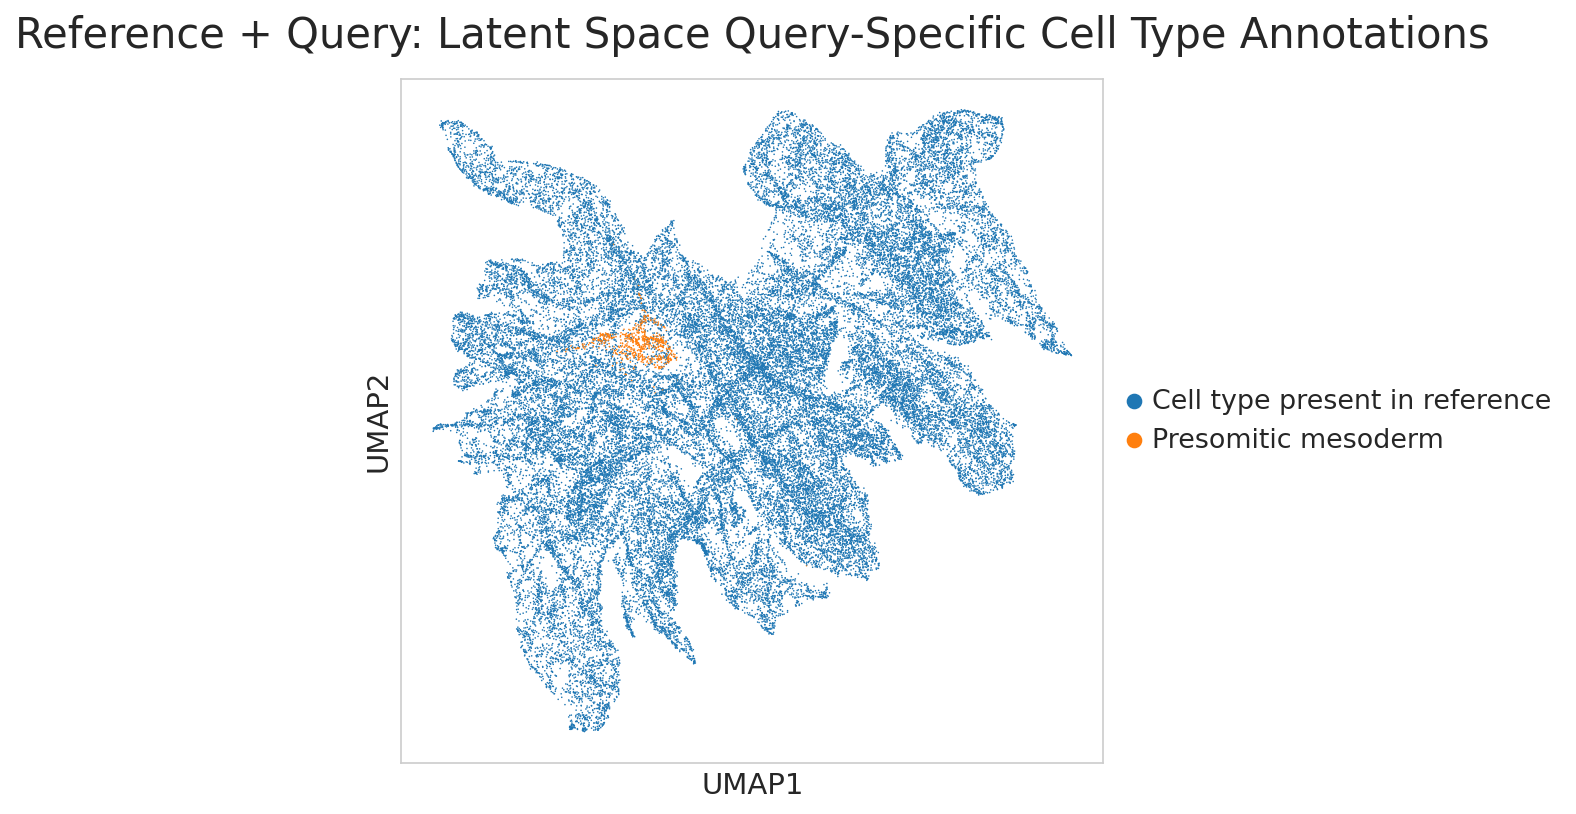 Reference + Query: Latent Space Query-Specific Cell Type Annotations
UMAP2
Cell type present in reference
Presomitic mesoderm
UMAP1